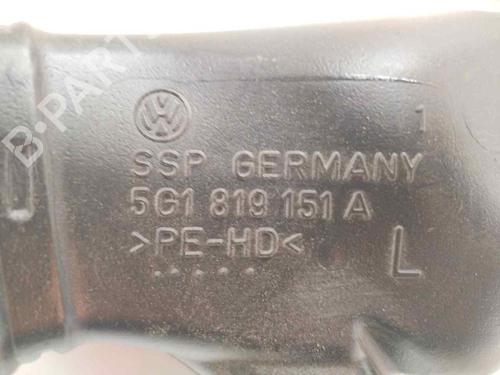 1
SSP GERMANY
5G1 819 151 A
>PE-HD<
L
B-PARTS